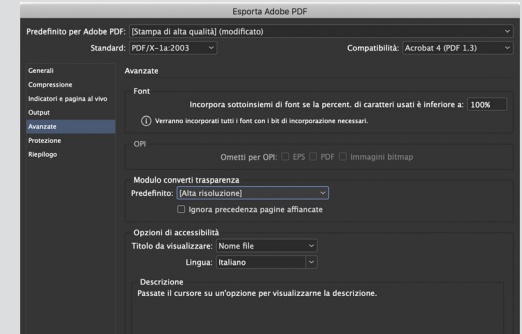 Esporta Adobe PDF
Predefinito per Adobe PDF: [Stampa di alta qualità] (modificato)
Standard: PDF/X-1a:2003 Compatibilità: Acrobat 4 (PDF 1.3)
Generali
Compressione
Indicatori e pagina al vivo
Output
Avanzate
Protezione
Riepilogo
Avanzate
Font
Incorpora sottoinsiemi di font se la percent. di caratteri usati è inferiore a: 100%
Verranno incorporati tutti i font con i bit di incorporazione necessari.
OPI
Ometti per OPI: EPS PDF Immagini bitmap
Modulo converti trasparenza
Predefinito: [Alta risoluzione]
Ignora precedenza pagine affiancate
Opzioni di accessibilità
Titolo da visualizzare: Nome file
Lingua: Italiano
Descrizione
Passate il cursore su un'opzione per visualizzarne la descrizione.